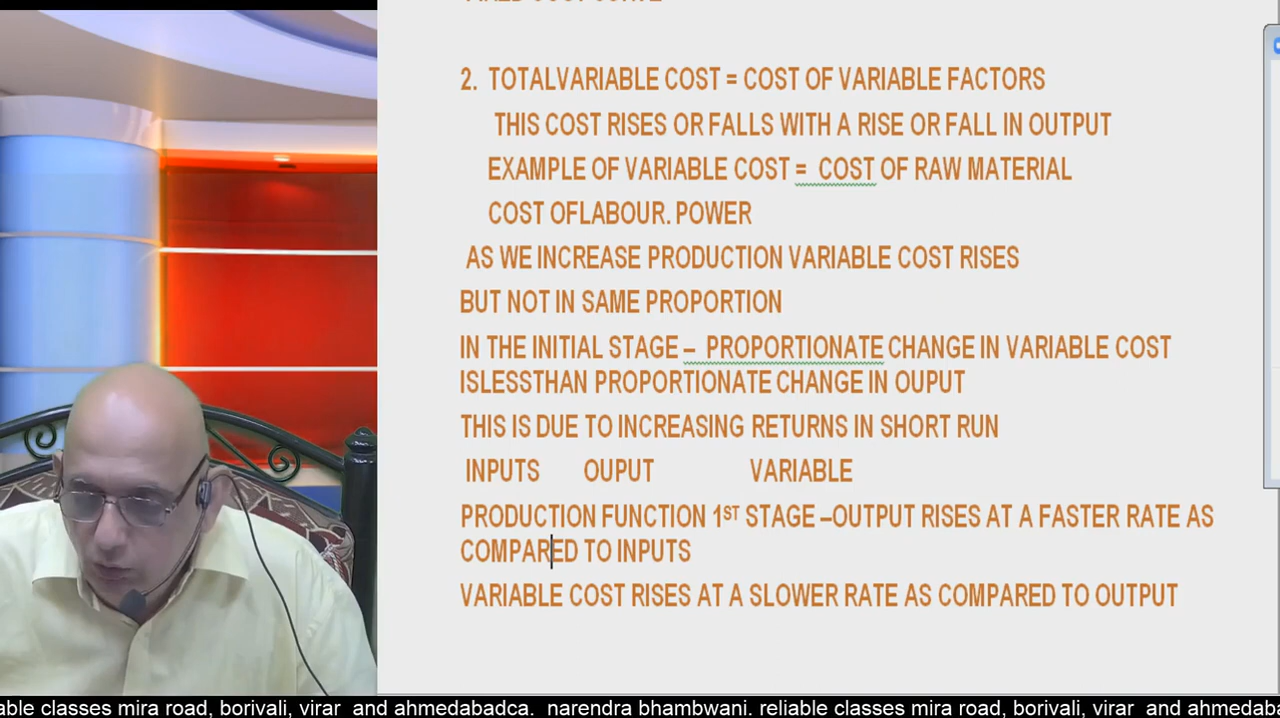 2. TOTALVARIABLE COST = COST OF VARIABLE FACTORS
THIS COST RISES OR FALLS WITH A RISE OR FALL IN OUTPUT
EXAMPLE OF VARIABLE COST = COST OF RAW MATERIAL
COST OFLABOUR. POWER
AS WE INCREASE PRODUCTION VARIABLE COST RISES
BUT NOT IN SAME PROPORTION
IN THE INITIAL STAGE – PROPORTIONATE CHANGE IN VARIABLE COST
ISLESSTHAN PROPORTIONATE CHANGE IN OUPUT
THIS IS DUE TO INCREASING RETURNS IN SHORT RUN
INPUTS OUPUT VARIABLE
PRODUCTION FUNCTION 1ST STAGE –OUTPUT RISES AT A FASTER RATE AS
COMPARED TO INPUTS
VARIABLE COST RISES AT A SLOWER RATE AS COMPARED TO OUTPUT
able classes mira road, borivali, virar and ahmedabadca. narendra bhambwani. reliable classes mira road, borivali, virar and ahmedaba